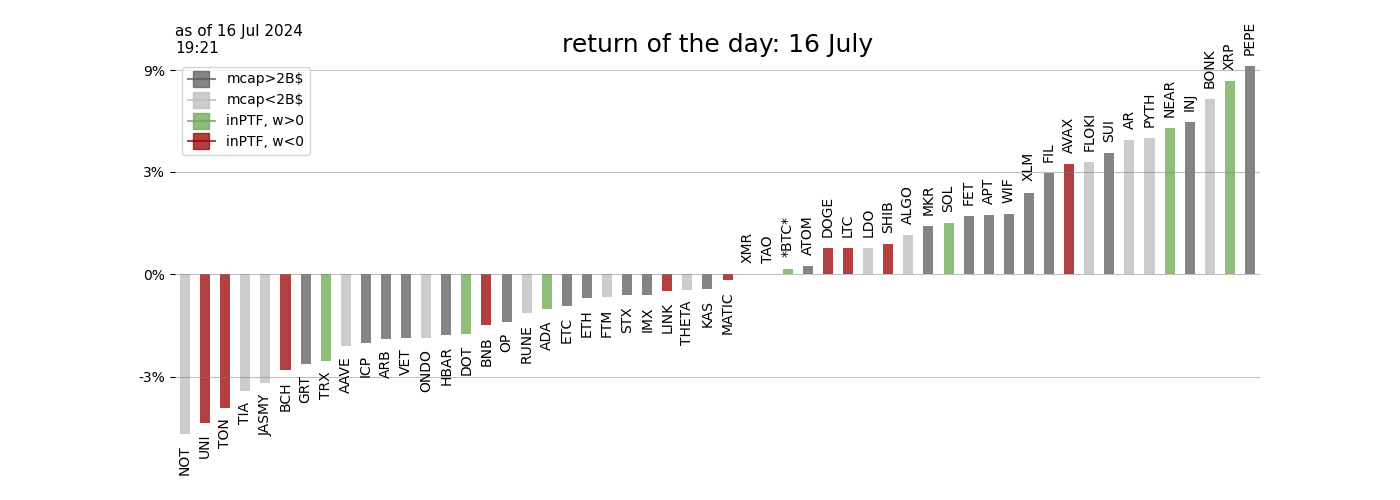 as of 16 Jul 2024
19:21
return of the day: 16 July
mcap>2B$
mcap<2B$
inPTF, w>0
inPTF, w<0
9%
3%
0%
-3%
NOT
UNI
TON
TIA
JASMY
BCH
GRT
TRX
AAVE
ICP
ARB
VET
ONDO
HBAR
DOT
BNB
OP
RUNE
ADA
ETC
ETH
FTM
STX
IMX
LINK
THETA
KAS
MATIC
XMR
TAO
*BTC*
ATOM
DOGE
LTC
LDO
SHIB
ALGO
MKR
SOL
FET
APT
WIF
XLM
FIL
AVAX
FLOKI
SUI
AR
PYTH
NEAR
INJ
BONK
XRP
PEPE